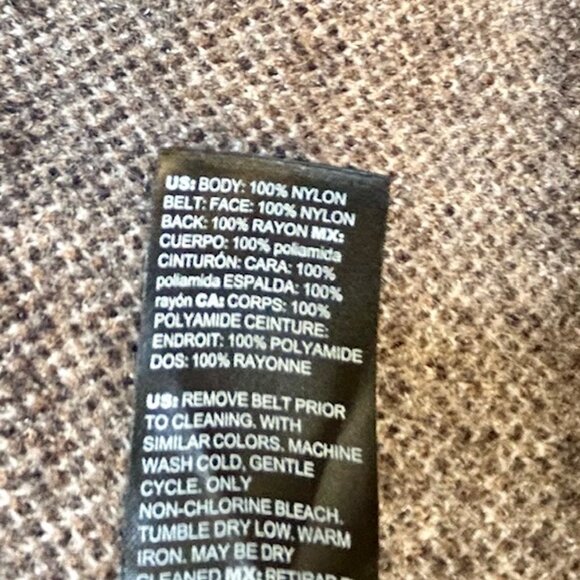 US: BODY: 100% NYLON
BELT: FACE: 100% NYLON
BACK: 100% RAYON MX:
CUERPO: 100% poliamida
CINTURÓN: CARA: 100%
poliamida ESPALDA: 100%
rayón CA: CORPS: 100%
POLYAMIDE CEINTURE:
ENDROIT: 100% POLYAMIDE
DOS: 100% RAYONNE
US: REMOVE BELT PRIOR
TO CLEANING, WITH
SIMILAR COLORS, MACHINE
WASH COLD, GENTLE
CYCLE, ONLY
NON-CHLORINE BLEACH,
TUMBLE DRY LOW, WARM
IRON, MAY BE DRY
CLEANED MX: RETIRAR